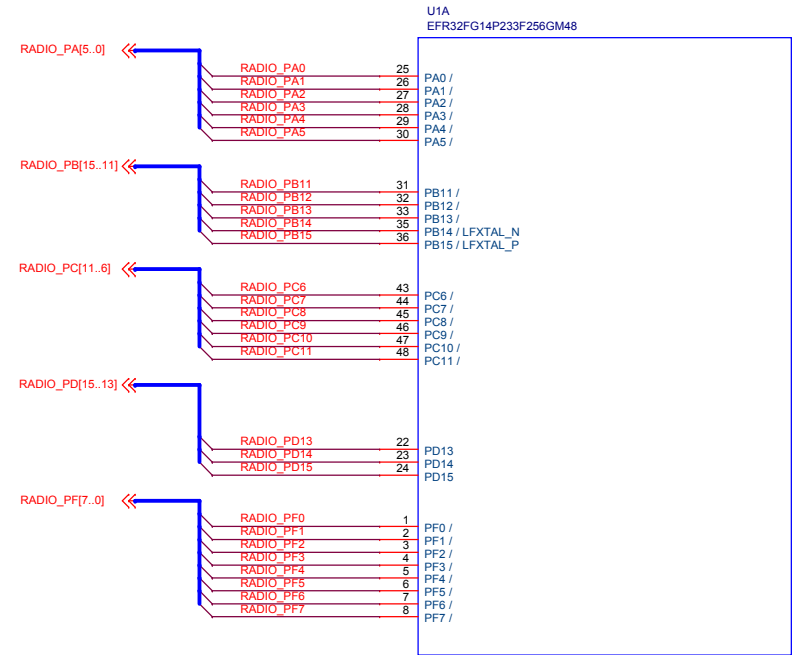 U1A
EFR32FG14P233F256GM48
RADIO_PA[5..0]
RADIO_PA0 25 PA0 /
RADIO_PA1 26 PA1 /
RADIO_PA2 27 PA2 /
RADIO_PA3 28 PA3 /
RADIO_PA4 29 PA4 /
RADIO_PA5 30 PA5 /
RADIO_PB[15..11]
RADIO_PB11 31 PB11 /
RADIO_PB12 32 PB12 /
RADIO_PB13 33 PB13 /
RADIO_PB14 35 PB14 / LFXTAL_N
RADIO_PB15 36 PB15 / LFXTAL_P
RADIO_PC[11..6]
RADIO_PC6 43 PC6 /
RADIO_PC7 44 PC7 /
RADIO_PC8 45 PC8 /
RADIO_PC9 46 PC9 /
RADIO_PC10 47 PC10 /
RADIO_PC11 48 PC11 /
RADIO_PD[15..13]
RADIO_PD13 22 PD13
RADIO_PD14 23 PD14
RADIO_PD15 24 PD15
RADIO_PF[7..0]
RADIO_PF0 1 PF0 /
RADIO_PF1 2 PF1 /
RADIO_PF2 3 PF2 /
RADIO_PF3 4 PF3 /
RADIO_PF4 5 PF4 /
RADIO_PF5 6 PF5 /
RADIO_PF6 7 PF6 /
RADIO_PF7 8 PF7 /